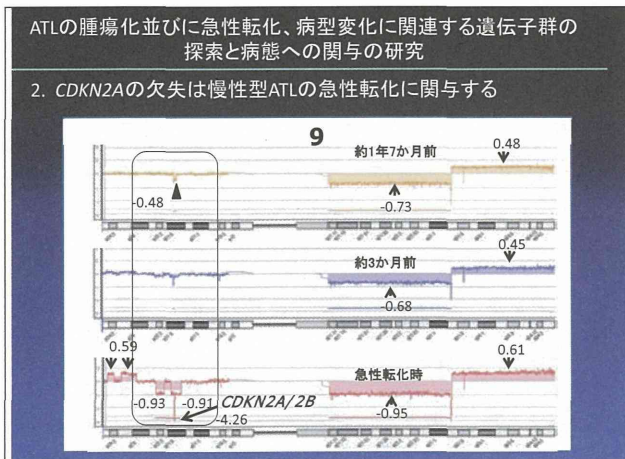 ATLの腫瘍化並びに急性転化、病型変化に関連する遺伝子群の
探索と病態への関与の研究
2. CDKN2Aの欠失は慢性型ATLの急性転化に関与する
9
約1年7か月前
0.48
-0.48
-0.73
約3か月前
0.45
-0.68
0.59
急性転化時
0.61
-0.93
-0.91
CDKN2A/2B
-4.26
-0.95